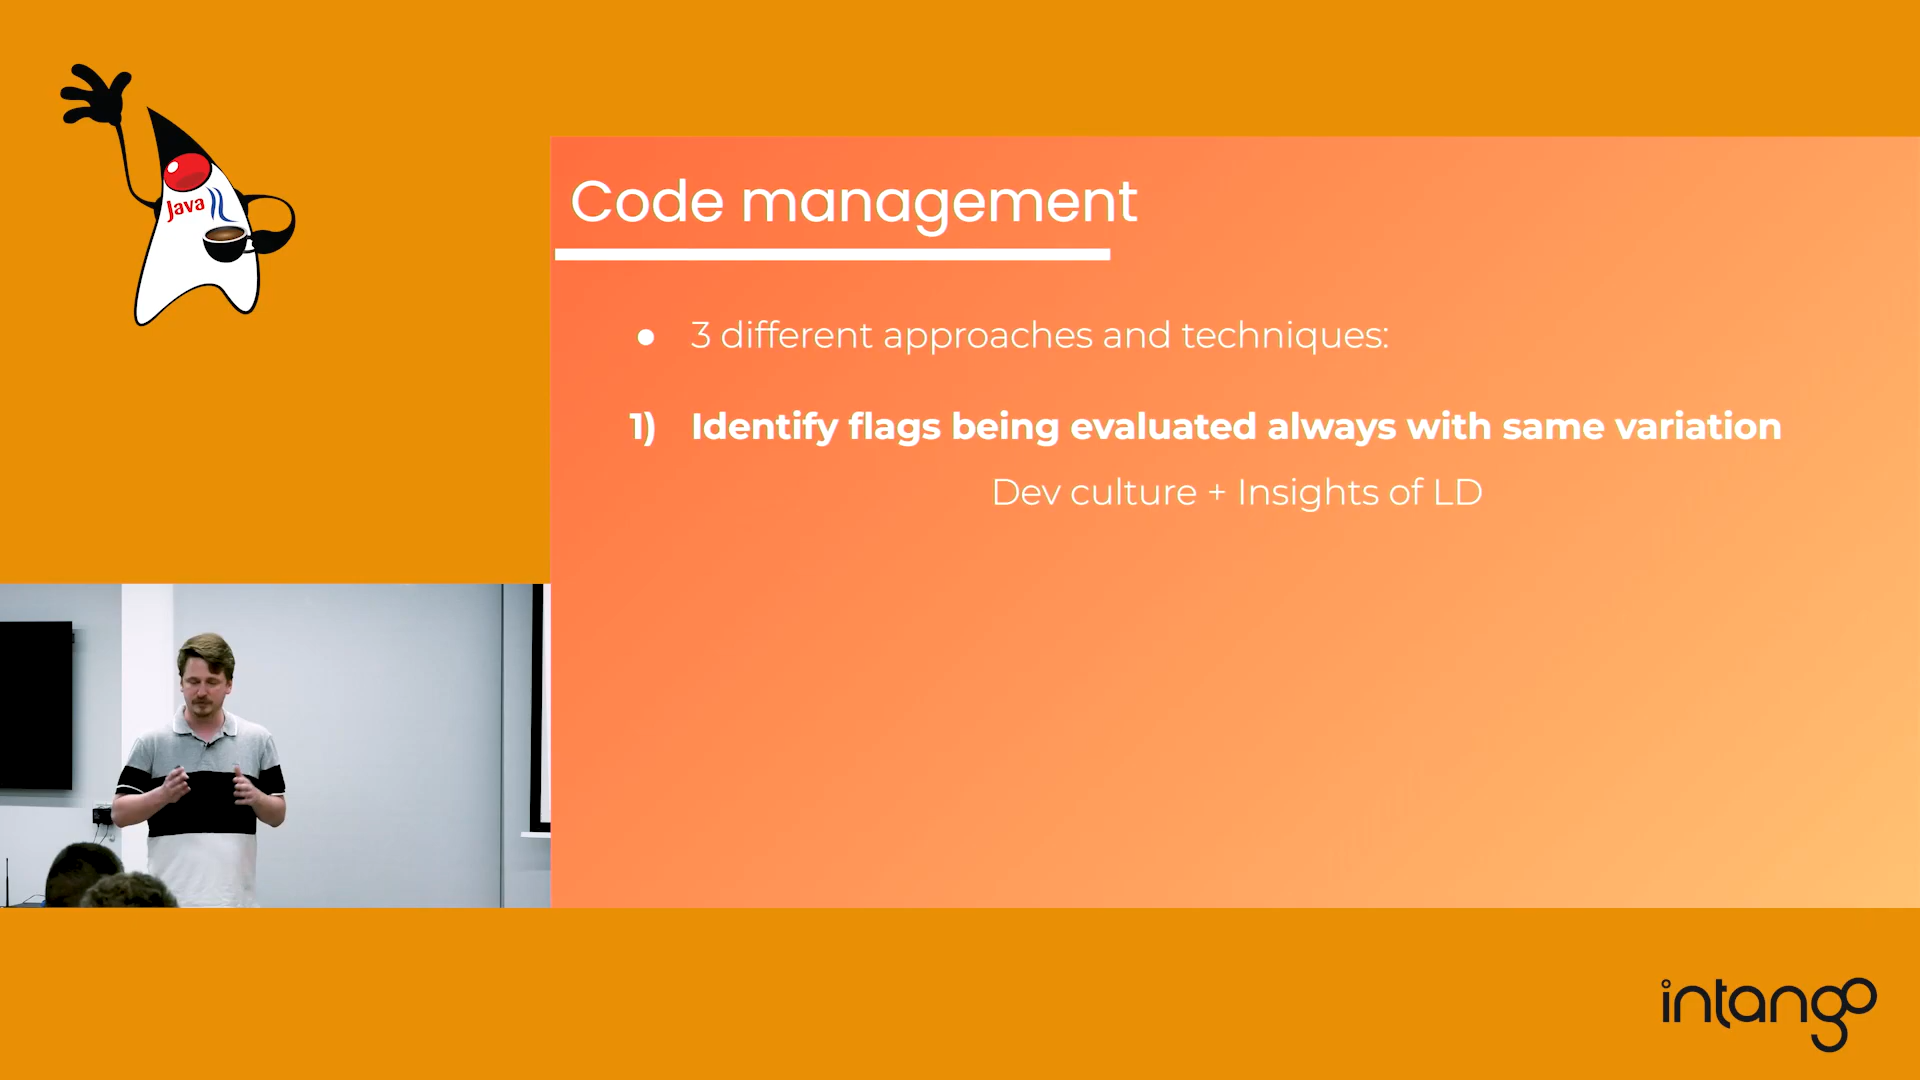 Java
Code management
● 3 different approaches and techniques:
1) Identify flags being evaluated always with same variation
Dev culture + Insights of LD
intango